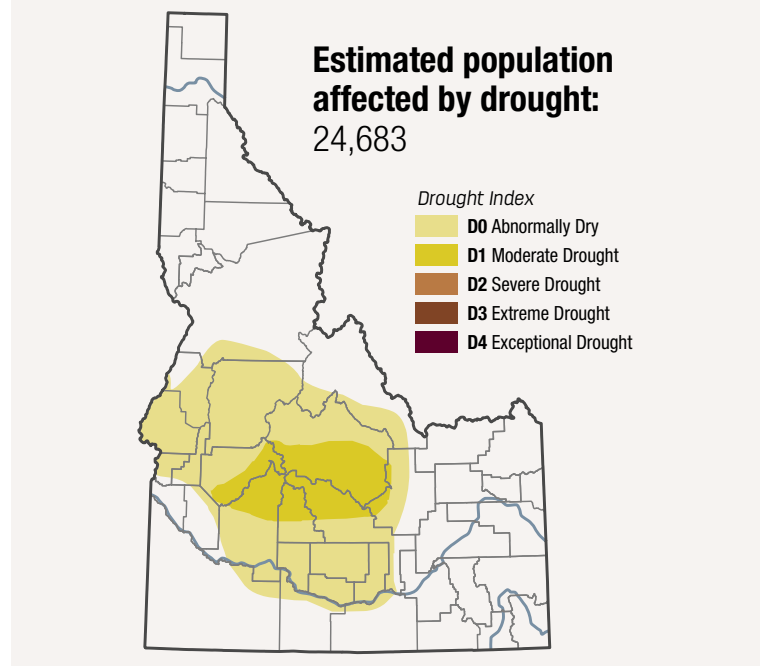 Estimated population
affected by drought:
24,683
Drought Index
D0 Abnormally Dry
D1 Moderate Drought
D2 Severe Drought
D3 Extreme Drought
D4 Exceptional Drought